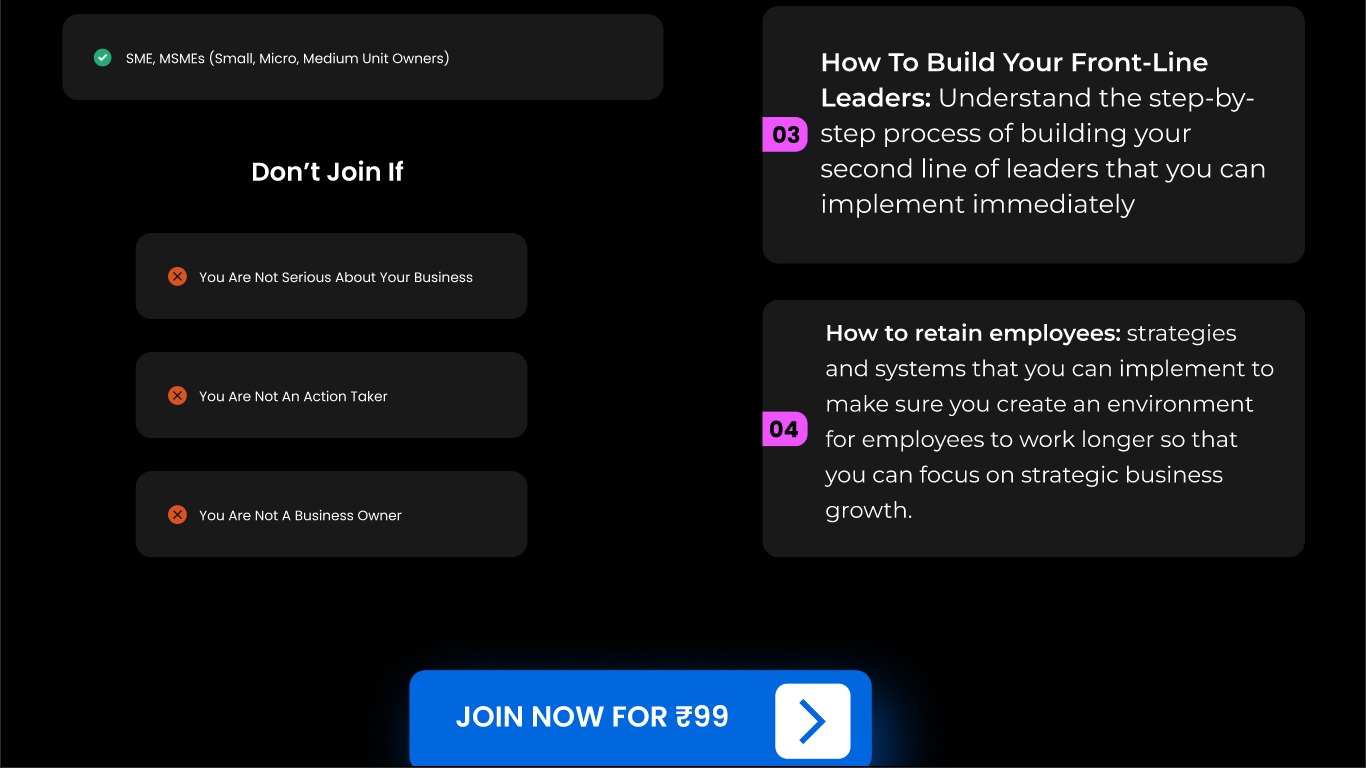 SME, MSMEs (Small, Micro, Medium Unit Owners)
Don't Join If
You Are Not Serious About Your Business
You Are Not An Action Taker
You Are Not A Business Owner
03
How To Build Your Front-Line
Leaders: Understand the step-by-
step process of building your
second line of leaders that you can
implement immediately
04
How to retain employees: strategies
and systems that you can implement to
make sure you create an environment
for employees to work longer so that
you can focus on strategic business
growth.
JOIN NOW FOR ₹99